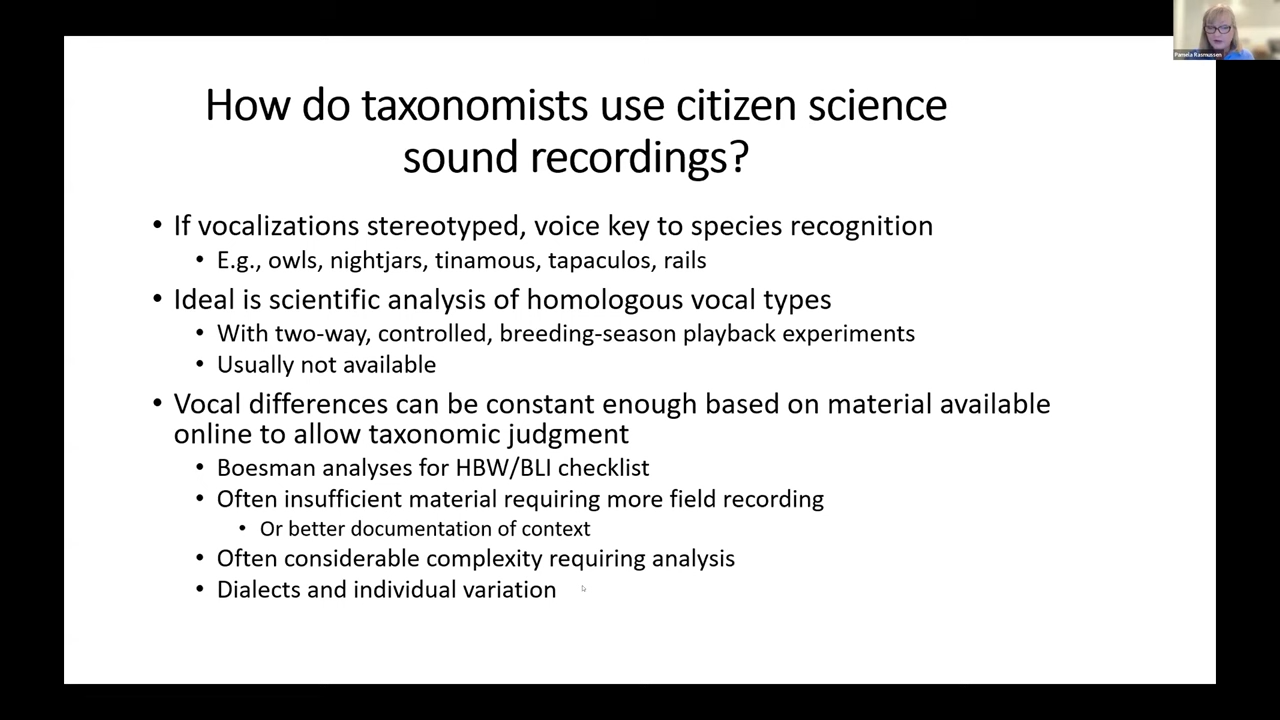 Pamela Rasmussen
How do taxonomists use citizen science
sound recordings?
• If vocalizations stereotyped, voice key to species recognition
• E.g., owls, nightjars, tinamous, tapaculos, rails
• Ideal is scientific analysis of homologous vocal types
• With two-way, controlled, breeding-season playback experiments
• Usually not available
• Vocal differences can be constant enough based on material available
online to allow taxonomic judgment
• Boesman analyses for HBW/BLI checklist
• Often insufficient material requiring more field recording
• Or better documentation of context
• Often considerable complexity requiring analysis
• Dialects and individual variation